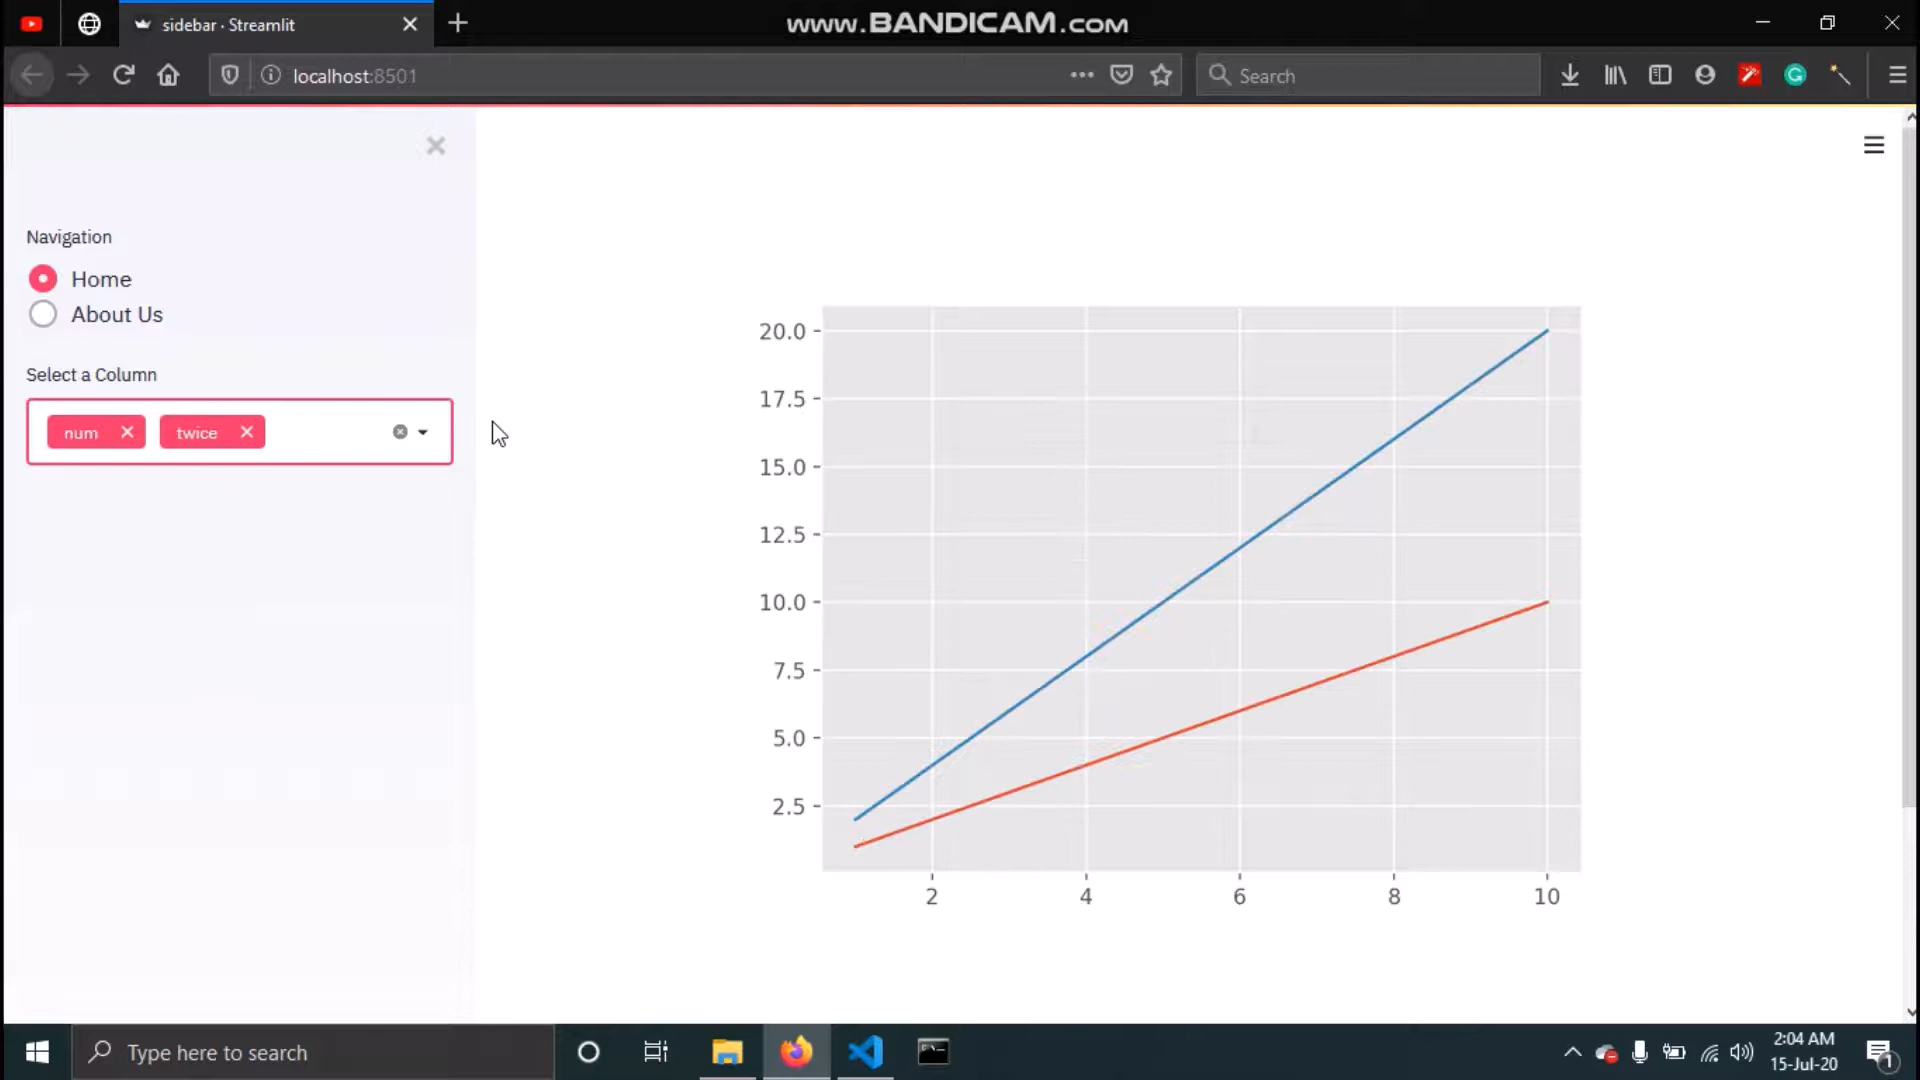 sidebar · Streamlit
www.BANDICAM.com
localhost:8501
Search
Navigation
Home
About Us
Select a Column
num
twice
20.0
17.5
15.0
12.5
10.0
7.5
5.0
2.5
2 4 6 8 10
Type here to search
2:04 AM
15-Jul-20
1